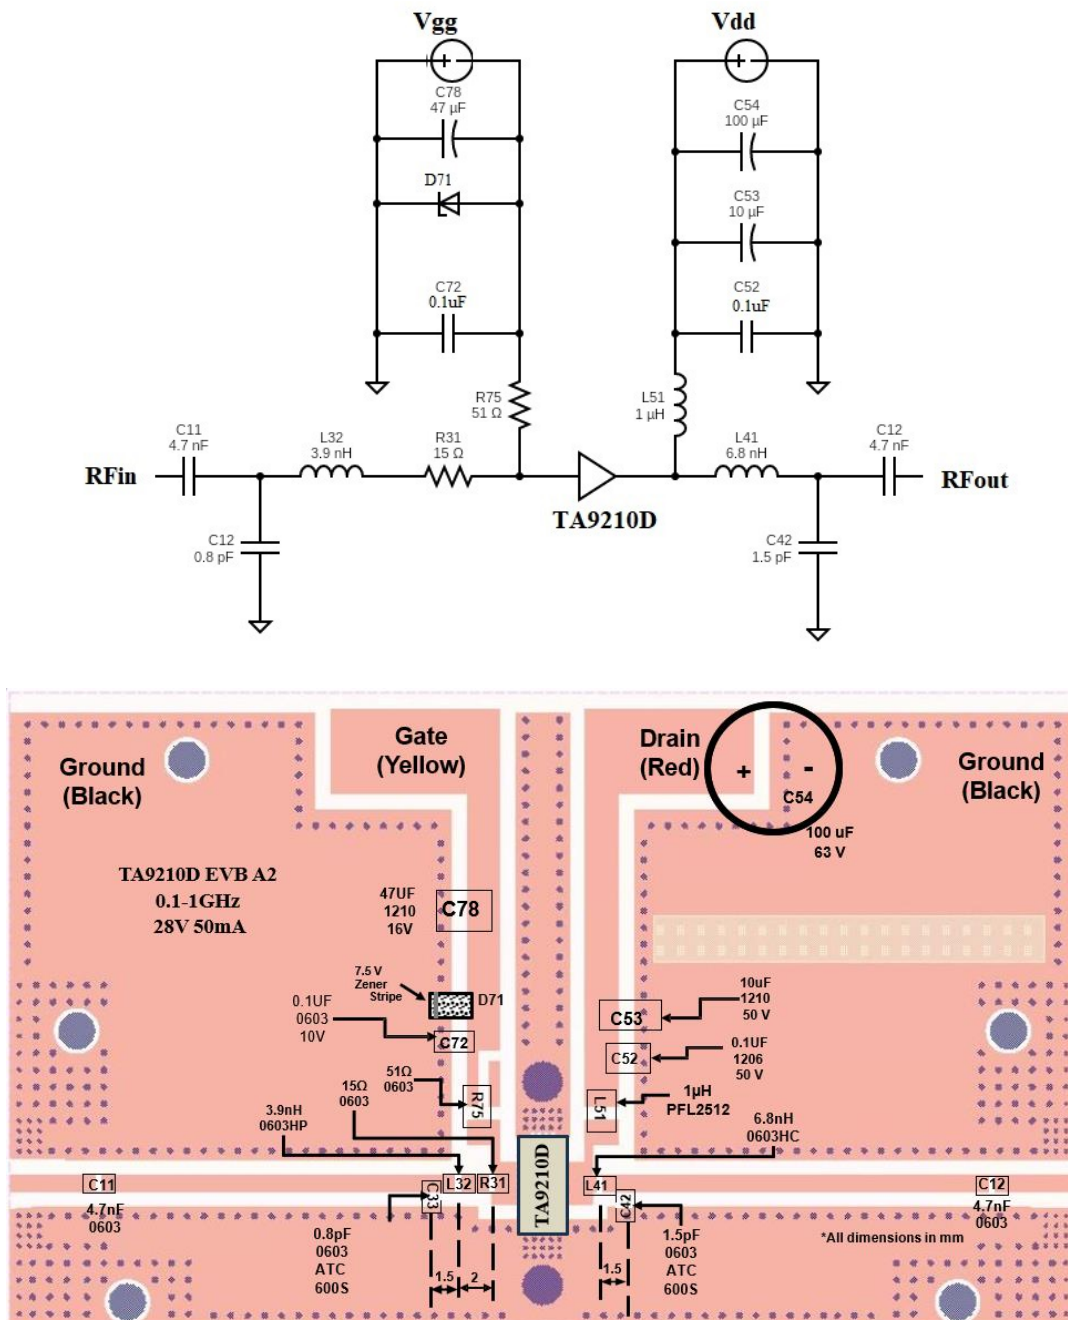 Vgg
Vdd
C78
47 µF
D71
C72
0.1uF
C54
100 µF
C53
10 µF
C52
0.1uF
R75
51 Ω
L51
1 µH
C11
4.7 nF
L32
3.9 nH
R31
15 Ω
L41
6.8 nH
C12
4.7 nF
RFin
RFout
TA9210D
C12
0.8 pF
C42
1.5 pF
Ground
(Black)
Gate
(Yellow)
Drain
(Red)
+ -
C54
100 uF
63 V
Ground
(Black)
TA9210D EVB A2
0.1-1GHz
28V 50mA
47UF
1210
16V
C78
7.5 V
Zener
Stripe
D71
0.1UF
0603
10V
C72
C53
10uF
1210
50 V
C52
0.1UF
1206
50 V
51Ω
0603
R75
15Ω
0603
3.9nH
0603HP
L51
1µH
PFL2512
6.8nH
0603HC
TA9210D
C11
4.7nF
0603
C33
L32
R31
L41
C42
C12
4.7nF
0603
0.8pF
0603
ATC
600S
1.5
2
1.5
1.5pF
0603
ATC
600S
*All dimensions in mm